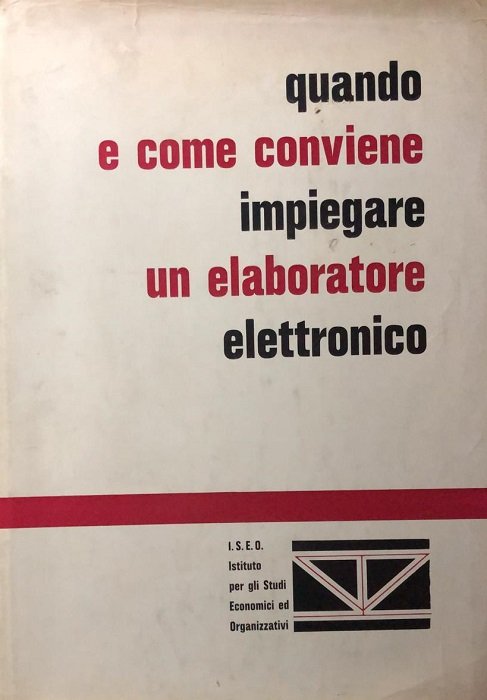 quando
e come conviene
impiegare
un elaboratore
elettronico
I.S.E.O.
Istituto
per gli Studi
Economici ed
Organizzativi